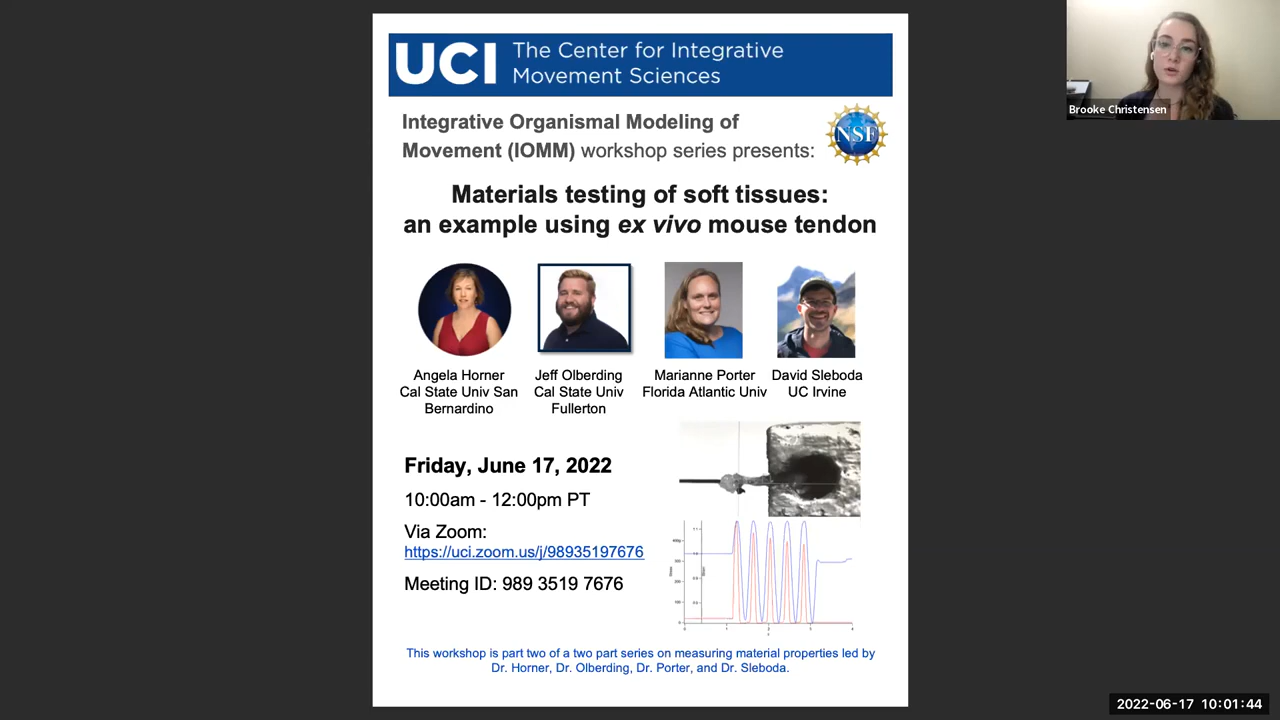 UCI
The Center for Integrative
Movement Sciences
Integrative Organismal Modeling of
Movement (IOMM) workshop series presents:
NSF
Materials testing of soft tissues:
an example using ex vivo mouse tendon
Angela Horner
Cal State Univ San
Bernardino
Jeff Olberding
Cal State Univ
Fullerton
Marianne Porter
Florida Atlantic Univ
David Sleboda
UC Irvine
Friday, June 17, 2022
10:00am - 12:00pm PT
Via Zoom:
https://uci.zoom.us/j/98935197676
Meeting ID: 989 3519 7676
This workshop is part two of a two part series on measuring material properties led by
Dr. Horner, Dr. Olberding, Dr. Porter, and Dr. Sleboda.
Brooke Christensen
2022-06-17 10:01:44